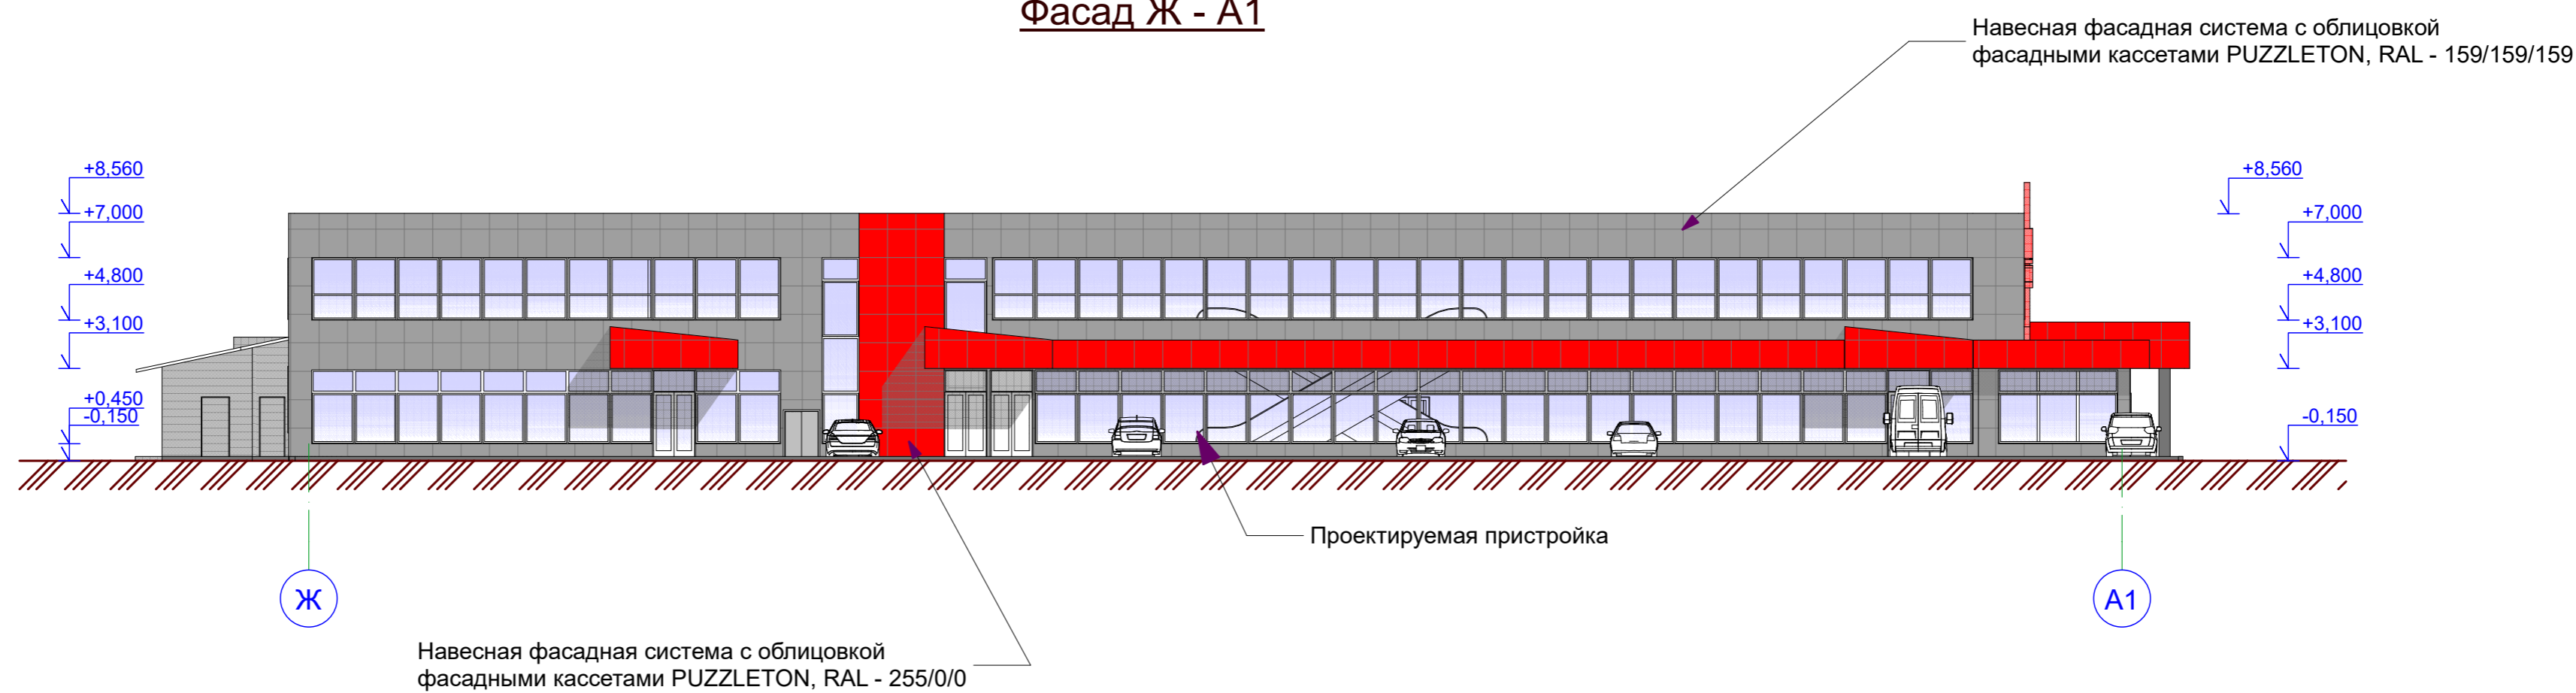 Фасад Ж - А1
Навесная фасадная система с облицовкой
фасадными кассетами PUZZLETON, RAL - 159/159/159
+8,560
+7,000
+4,800
+3,100
+0,450
-0,150
+8,560
+7,000
+4,800
+3,100
-0,150
Проектируемая пристройка
Ж
А1
Навесная фасадная система с облицовкой
фасадными кассетами PUZZLETON, RAL - 255/0/0